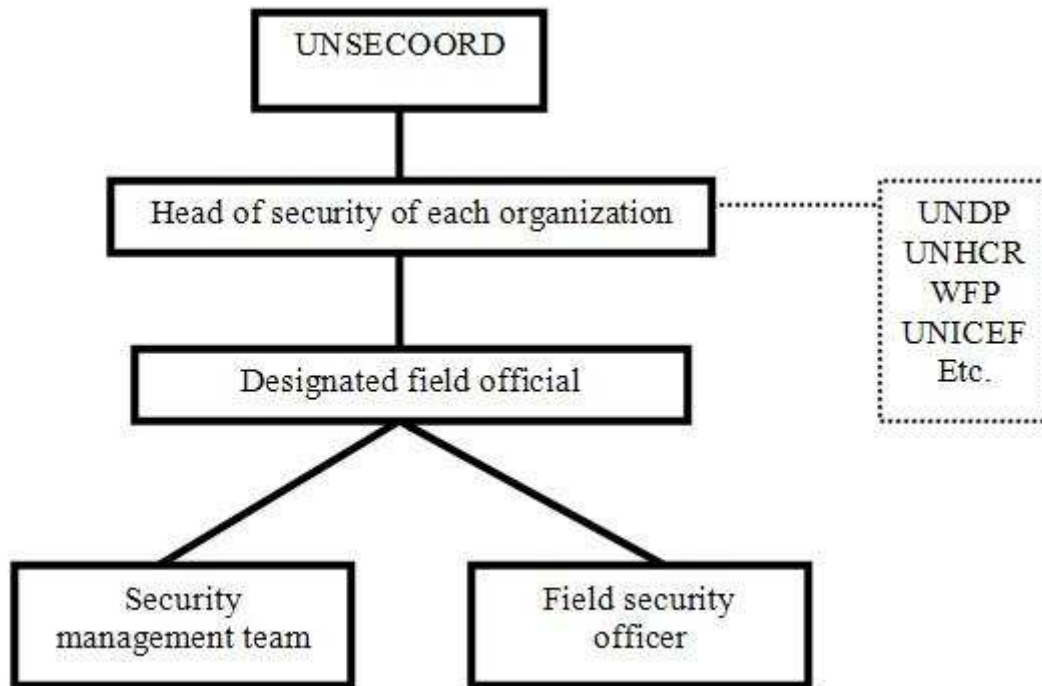 UNSECOORD
Head of security of each organization
UNDP
UNHCR
WFP
UNICEF
Etc.
Designated field official
Security
management team
Field security
officer